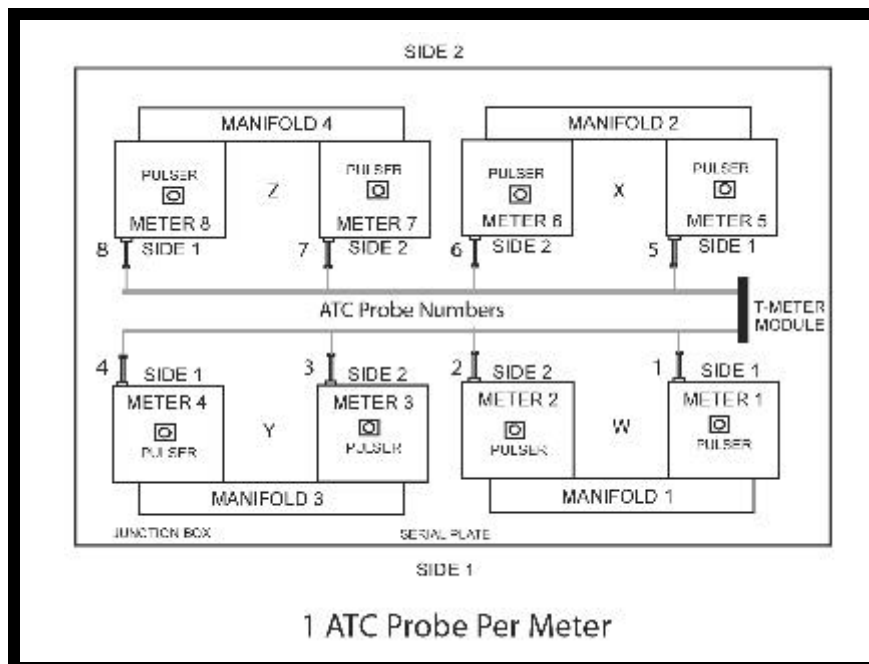 SIDE 2
MANIFOLD 4 MANIFOLD 2
PULSER Z PULSER PULSER X PULSER
METER 8 METER 7 METER 6 METER 5
8 SIDE 1 7 SIDE 2 6 SIDE 2 5 SIDE 1
ATC Probe Numbers
T-METER
MODULE
4 SIDE 1 3 SIDE 2 2 SIDE 2 1 SIDE 1
METER 4 METER 3 METER 2 METER 1
PULSER Y PULSER PULSER W PULSER
MANIFOLD 3 MANIFOLD 1
JUNCTION BOX SERIAL PLATE
SIDE 1
1 ATC Probe Per Meter